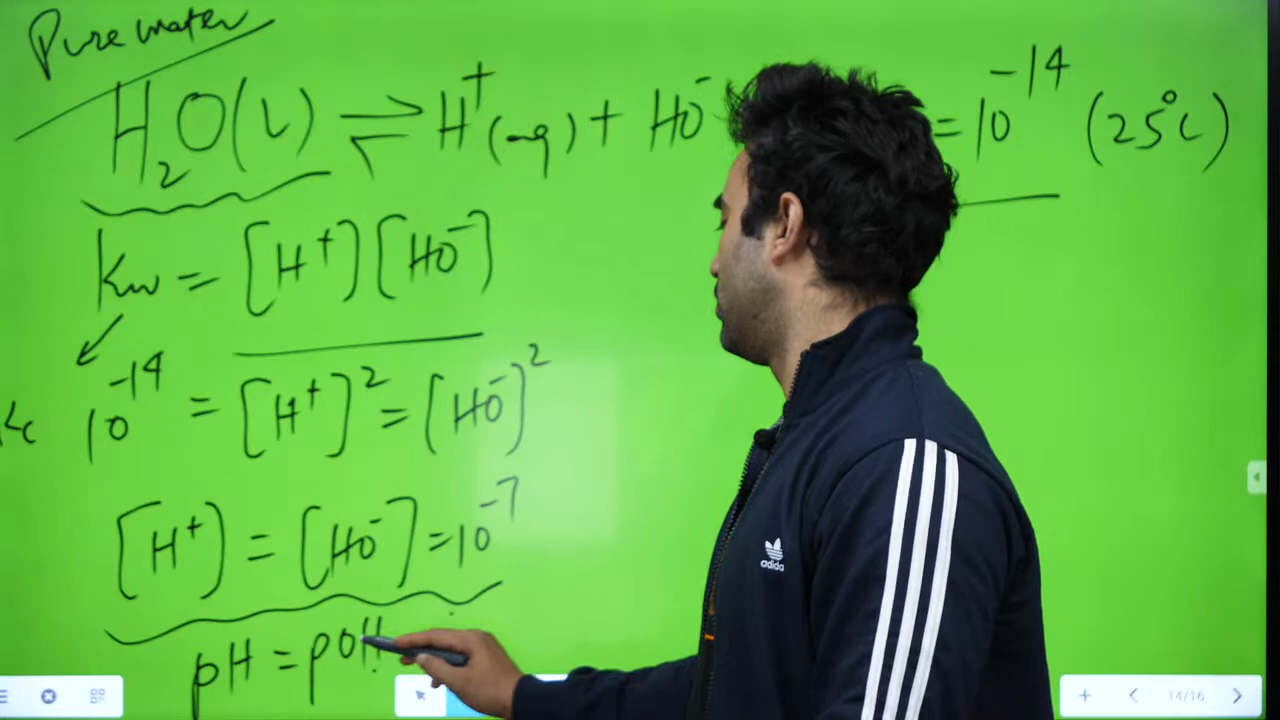 Pure water
H₂O(l) ⇌ H⁺(aq) + HO⁻ = 10⁻¹⁴ (25°C)
Kw = [H⁺][HO⁻]
Kc 10⁻¹⁴ = [H⁺]² = [HO⁻]²
[H⁺] = [HO⁻] = 10⁻⁷
pH = pOH
adidas
14/16